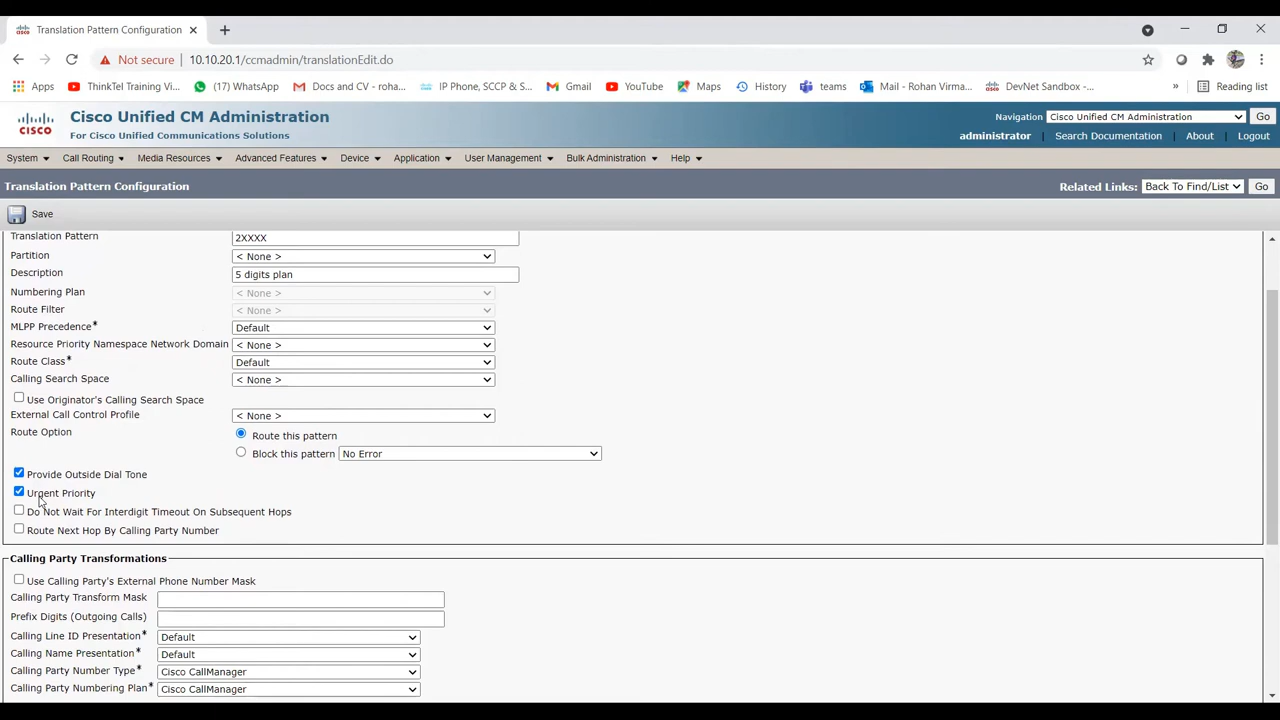 Translation Pattern Configuration
Not secure 10.10.20.1/ccmadmin/translationEdit.do
Apps ThinkTel Training Vi... (17) WhatsApp Docs and CV - roha... IP Phone, SCCP & S... Gmail YouTube Maps History teams Mail - Rohan Virma... DevNet Sandbox -... » Reading list
CISCO Cisco Unified CM Administration Navigation Cisco Unified CM Administration Go
For Cisco Unified Communications Solutions administrator Search Documentation About Logout
System Call Routing Media Resources Advanced Features Device Application User Management Bulk Administration Help
Translation Pattern Configuration Related Links: Back To Find/List Go
Save
Translation Pattern 2XXXX
Partition < None >
Description 5 digits plan
Numbering Plan < None >
Route Filter < None >
MLPP Precedence* Default
Resource Priority Namespace Network Domain < None >
Route Class* Default
Calling Search Space < None >
Use Originator's Calling Search Space
External Call Control Profile < None >
Route Option Route this pattern
Block this pattern No Error
Provide Outside Dial Tone
Urgent Priority
Do Not Wait For Interdigit Timeout On Subsequent Hops
Route Next Hop By Calling Party Number
Calling Party Transformations
Use Calling Party's External Phone Number Mask
Calling Party Transform Mask
Prefix Digits (Outgoing Calls)
Calling Line ID Presentation* Default
Calling Name Presentation* Default
Calling Party Number Type* Cisco CallManager
Calling Party Numbering Plan* Cisco CallManager